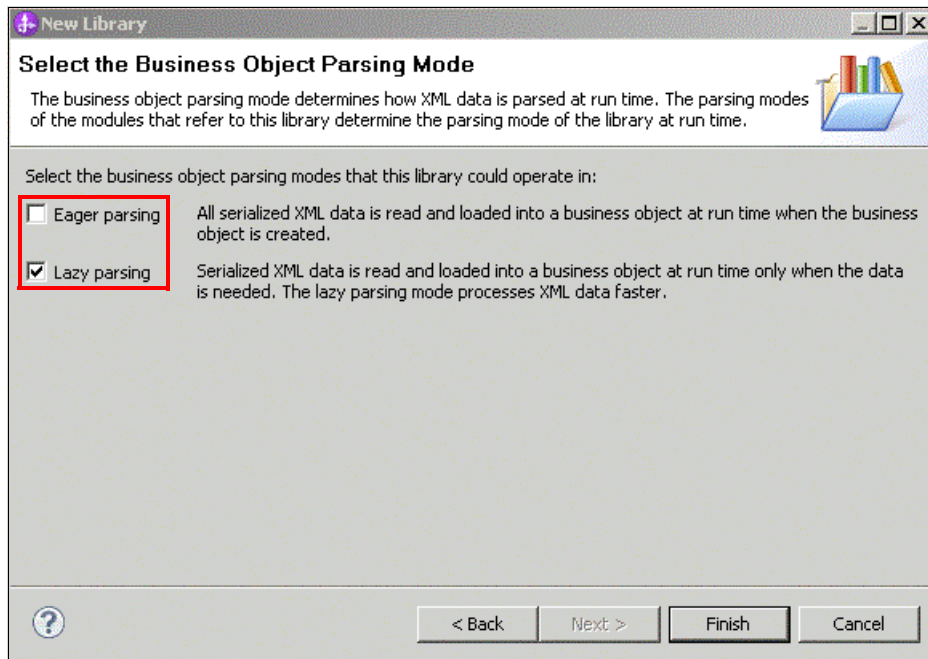 New Library
Select the Business Object Parsing Mode
The business object parsing mode determines how XML data is parsed at run time. The parsing modes
of the modules that refer to this library determine the parsing mode of the library at run time.
Select the business object parsing modes that this library could operate in:
Eager parsing
All serialized XML data is read and loaded into a business object at run time when the business
object is created.
Lazy parsing
Serialized XML data is read and loaded into a business object at run time only when the data
is needed. The lazy parsing mode processes XML data faster.
?
< Back
Next >
Finish
Cancel